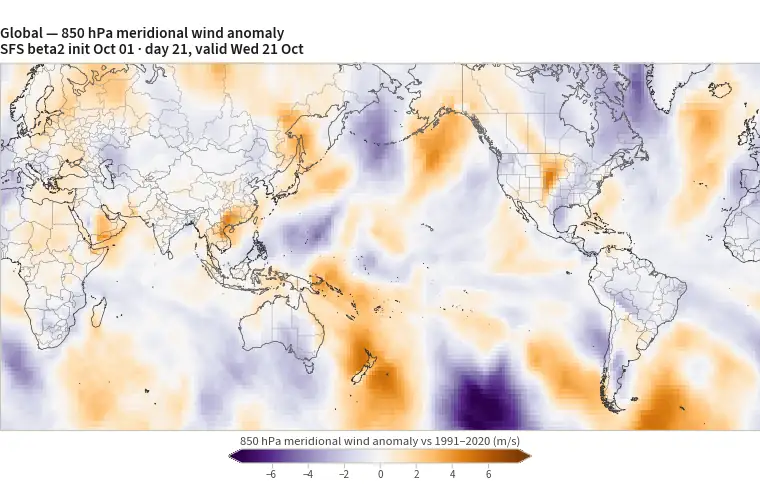 Global — 850 hPa meridional wind anomaly
SFS beta2 init Oct 01 · day 21, valid Wed 21 Oct
850 hPa meridional wind anomaly vs 1991–2020 (m/s)
−6 −4 −2 0 2 4 6